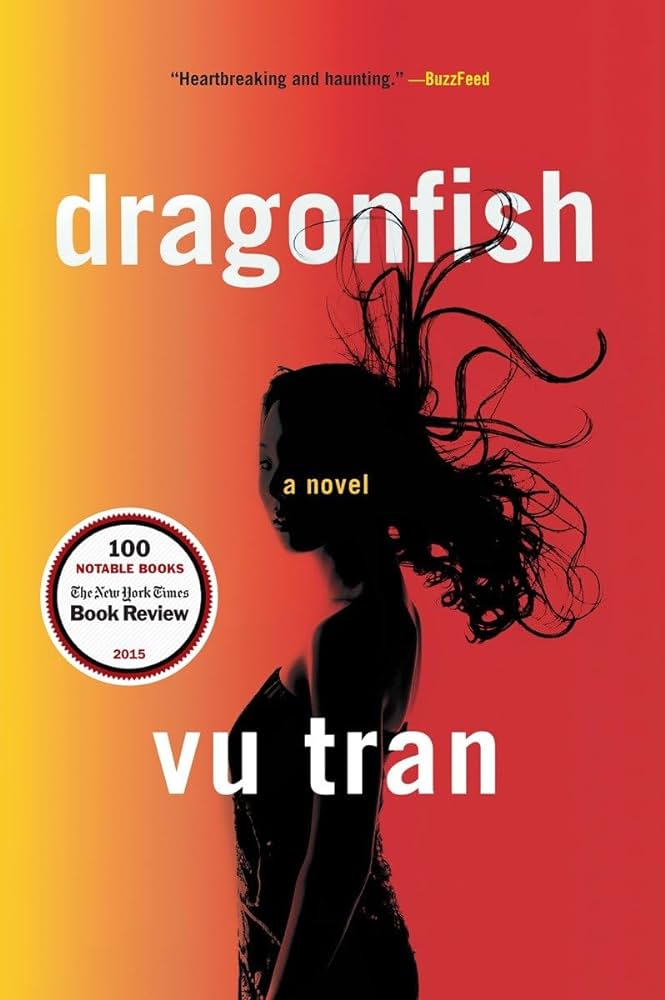 “Heartbreaking and haunting.” —BuzzFeed
dragonfish
a novel
100
NOTABLE BOOKS
The New York Times
Book Review
2015
vu tran